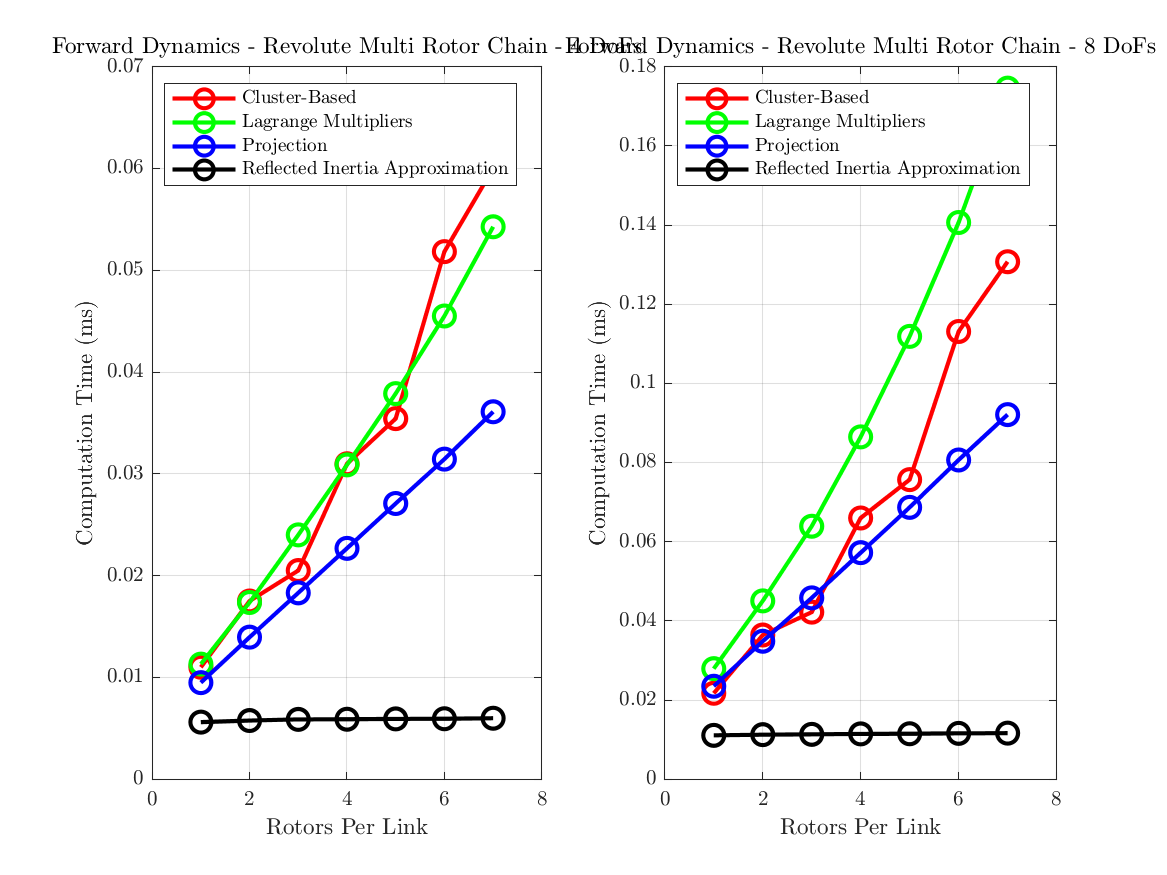 Forward Dynamics - Revolute Multi Rotor Chain - 4 DoFs
Forward Dynamics - Revolute Multi Rotor Chain - 8 DoFs
0.07
0.06
0.05
0.04
0.03
0.02
0.01
0
Computation Time (ms)
Cluster-Based
Lagrange Multipliers
Projection
Reflected Inertia Approximation
0 2 4 6 8
Rotors Per Link
0.18
0.16
0.14
0.12
0.1
0.08
0.06
0.04
0.02
0
Computation Time (ms)
Cluster-Based
Lagrange Multipliers
Projection
Reflected Inertia Approximation
0 2 4 6 8
Rotors Per Link